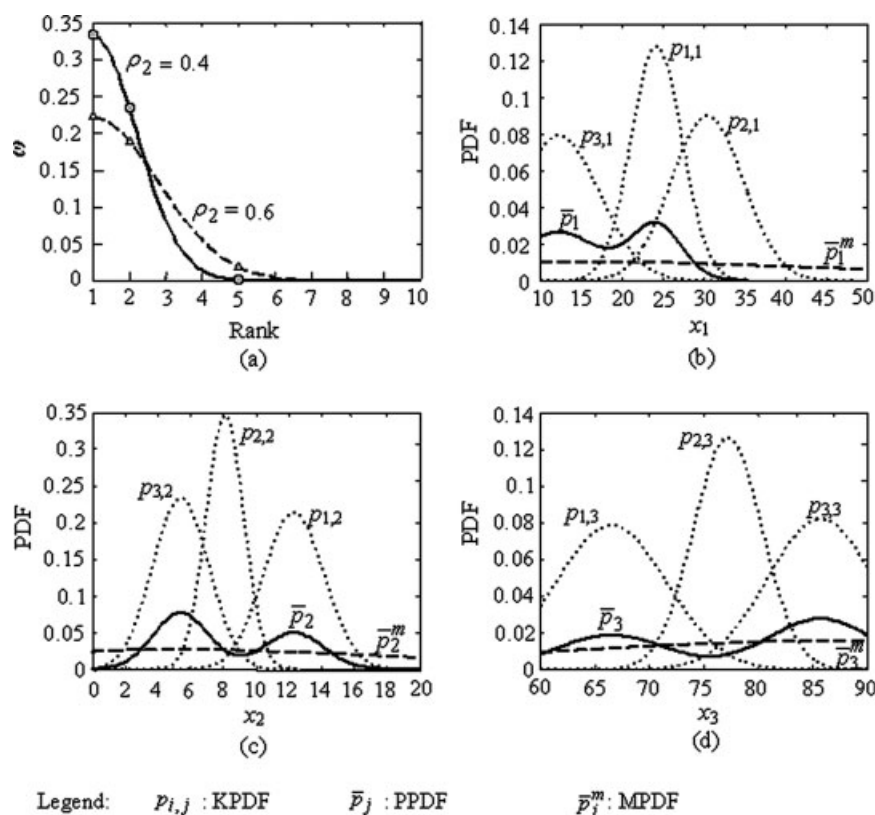 0.35
0.3
0.25
0.2
0.15
0.1
0.05
0
ω
ρ₂ = 0.4
ρ₂ = 0.6
1 2 3 4 5 6 7 8 9 10
Rank
(a)
0.14
0.12
0.1
0.08
0.06
0.04
0.02
0
PDF
p₁,₁
p₂,₁
p₃,₁
p̅₁
p̅₁ᵐ
10 15 20 25 30 35 40 45 50
x₁
(b)
0.35
0.3
0.25
0.2
0.15
0.1
0.05
0
PDF
p₂,₂
p₃,₂
p₁,₂
p̅₂
p̅₂ᵐ
0 2 4 6 8 10 12 14 16 18 20
x₂
(c)
0.14
0.12
0.1
0.08
0.06
0.04
0.02
0
PDF
p₂,₃
p₁,₃
p₃,₃
p̅₃
p̅₃ᵐ
60 65 70 75 80 85 90
x₃
(d)
Legend: pᵢ,ⱼ : KPDF p̅ⱼ : PPDF p̅ⱼᵐ : MPDF